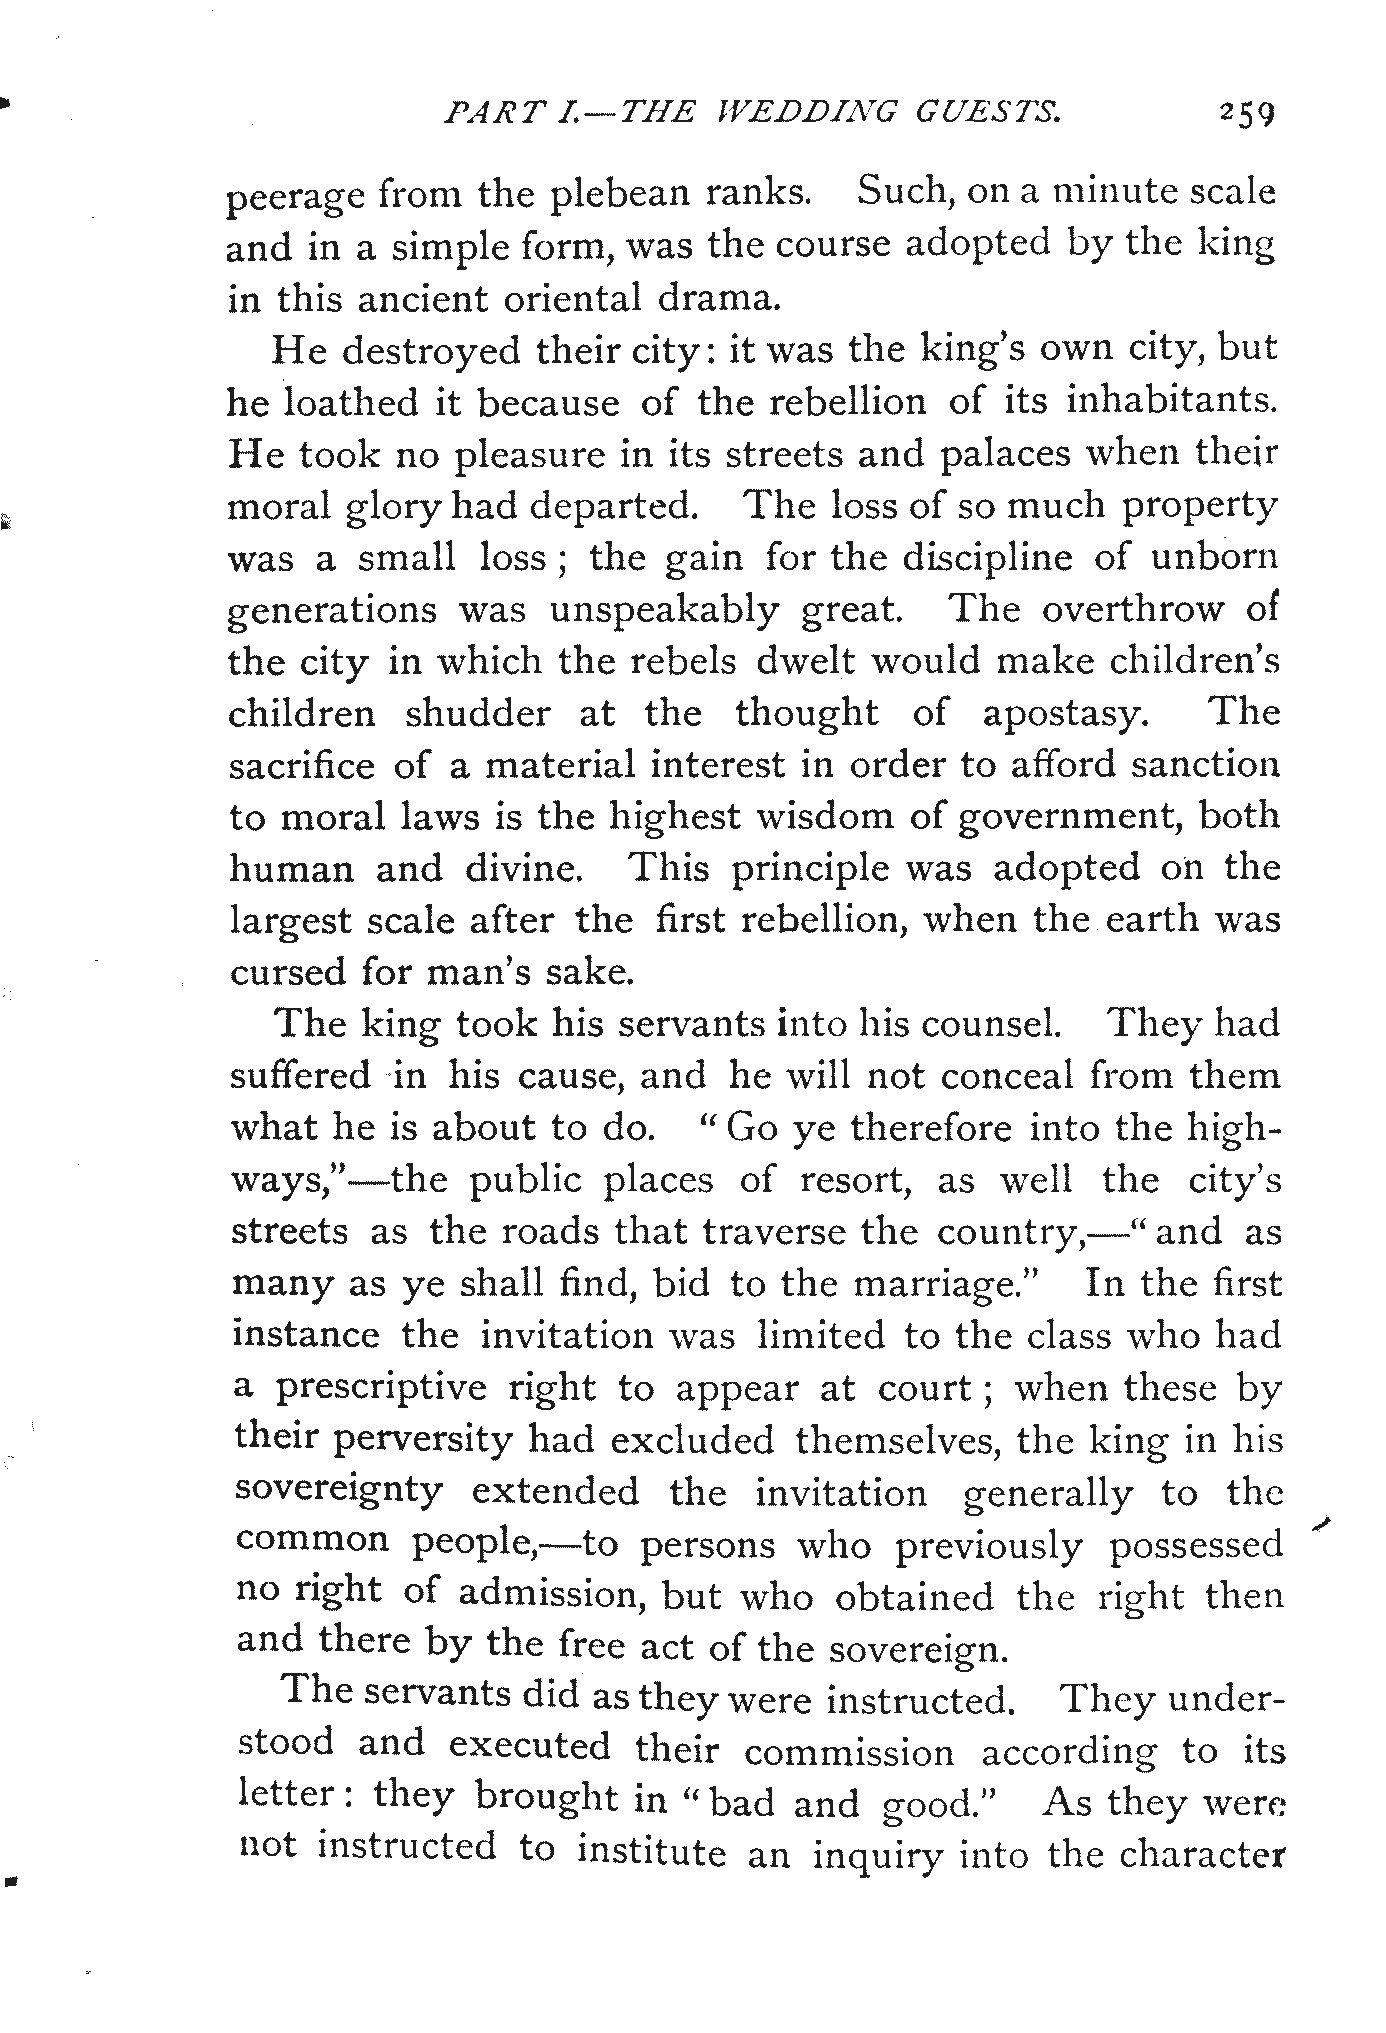 PART I.—THE WEDDING GUESTS. 259
peerage from the plebean ranks. Such, on a minute scale
and in a simple form, was the course adopted by the king
in this ancient oriental drama.
He destroyed their city: it was the king's own city, but
he loathed it because of the rebellion of its inhabitants.
He took no pleasure in its streets and palaces when their
moral glory had departed. The loss of so much property
was a small loss; the gain for the discipline of unborn
generations was unspeakably great. The overthrow of
the city in which the rebels dwelt would make children's
children shudder at the thought of apostasy. The
sacrifice of a material interest in order to afford sanction
to moral laws is the highest wisdom of government, both
human and divine. This principle was adopted on the
largest scale after the first rebellion, when the earth was
cursed for man's sake.
The king took his servants into his counsel. They had
suffered in his cause, and he will not conceal from them
what he is about to do. "Go ye therefore into the high-
ways,"—the public places of resort, as well the city's
streets as the roads that traverse the country,—"and as
many as ye shall find, bid to the marriage." In the first
instance the invitation was limited to the class who had
a prescriptive right to appear at court; when these by
their perversity had excluded themselves, the king in his
sovereignty extended the invitation generally to the
common people,—to persons who previously possessed
no right of admission, but who obtained the right then
and there by the free act of the sovereign.
The servants did as they were instructed. They under-
stood and executed their commission according to its
letter: they brought in "bad and good." As they were
not instructed to institute an inquiry into the character